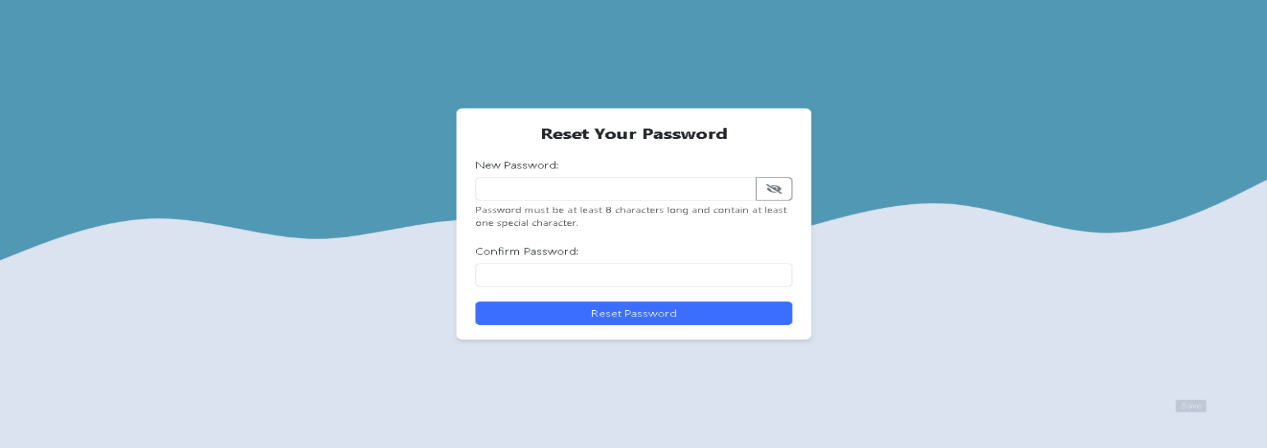 Reset Your Password
New Password:
Password must be at least 8 characters long and contain at least
one special character.
Confirm Password:
Reset Password
Save